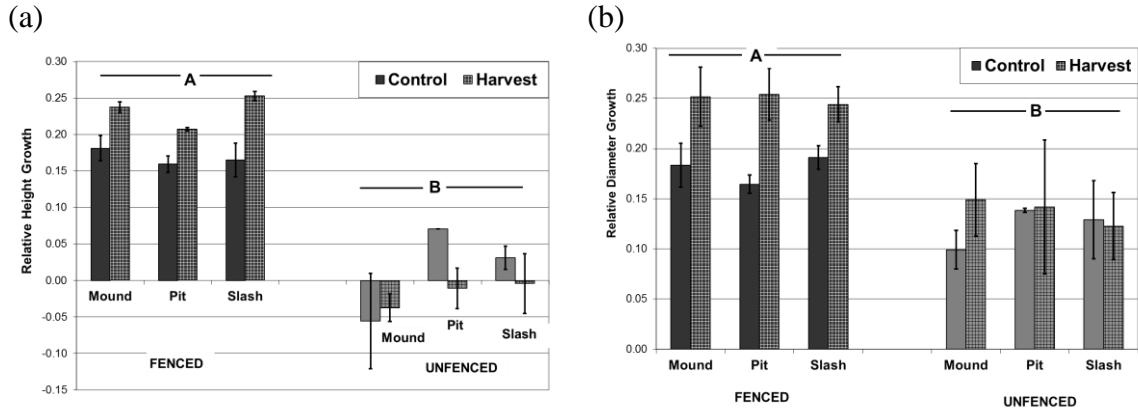 (a)
Relative Height Growth
0.30
0.25
0.20
0.15
0.10
0.05
0.00
-0.05
-0.10
-0.15
A
Control Harvest
B
Mound Pit Slash
Mound Pit Slash
FENCED UNFENCED
(b)
Relative Diameter Growth
0.30
0.25
0.20
0.15
0.10
0.05
0.00
A
Control Harvest
B
Mound Pit Slash Mound Pit Slash
FENCED UNFENCED